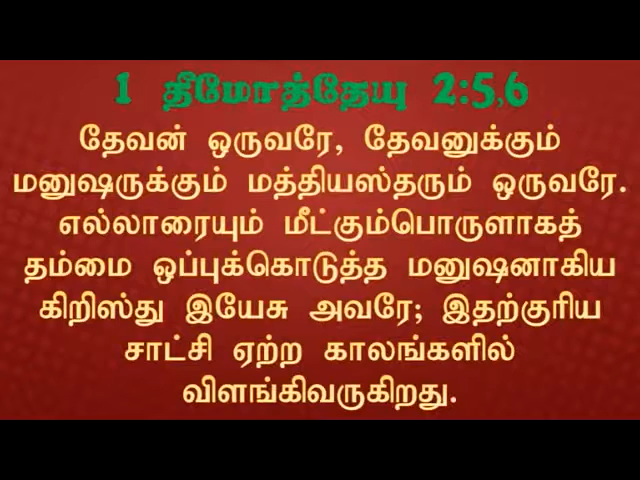 1 தீமோத்தேயு 2:5,6
தேவன் ஒருவரே, தேவனுக்கும்
மனுஷருக்கும் மத்தியஸ்தரும் ஒருவரே.
எல்லாரையும் மீட்கும்பொருளாகத்
தம்மை ஒப்புக்கொடுத்த மனுஷனாகிய
கிறிஸ்து இயேசு அவரே; இதற்குரிய
சாட்சி ஏற்ற காலங்களில்
விளங்கிவருகிறது.